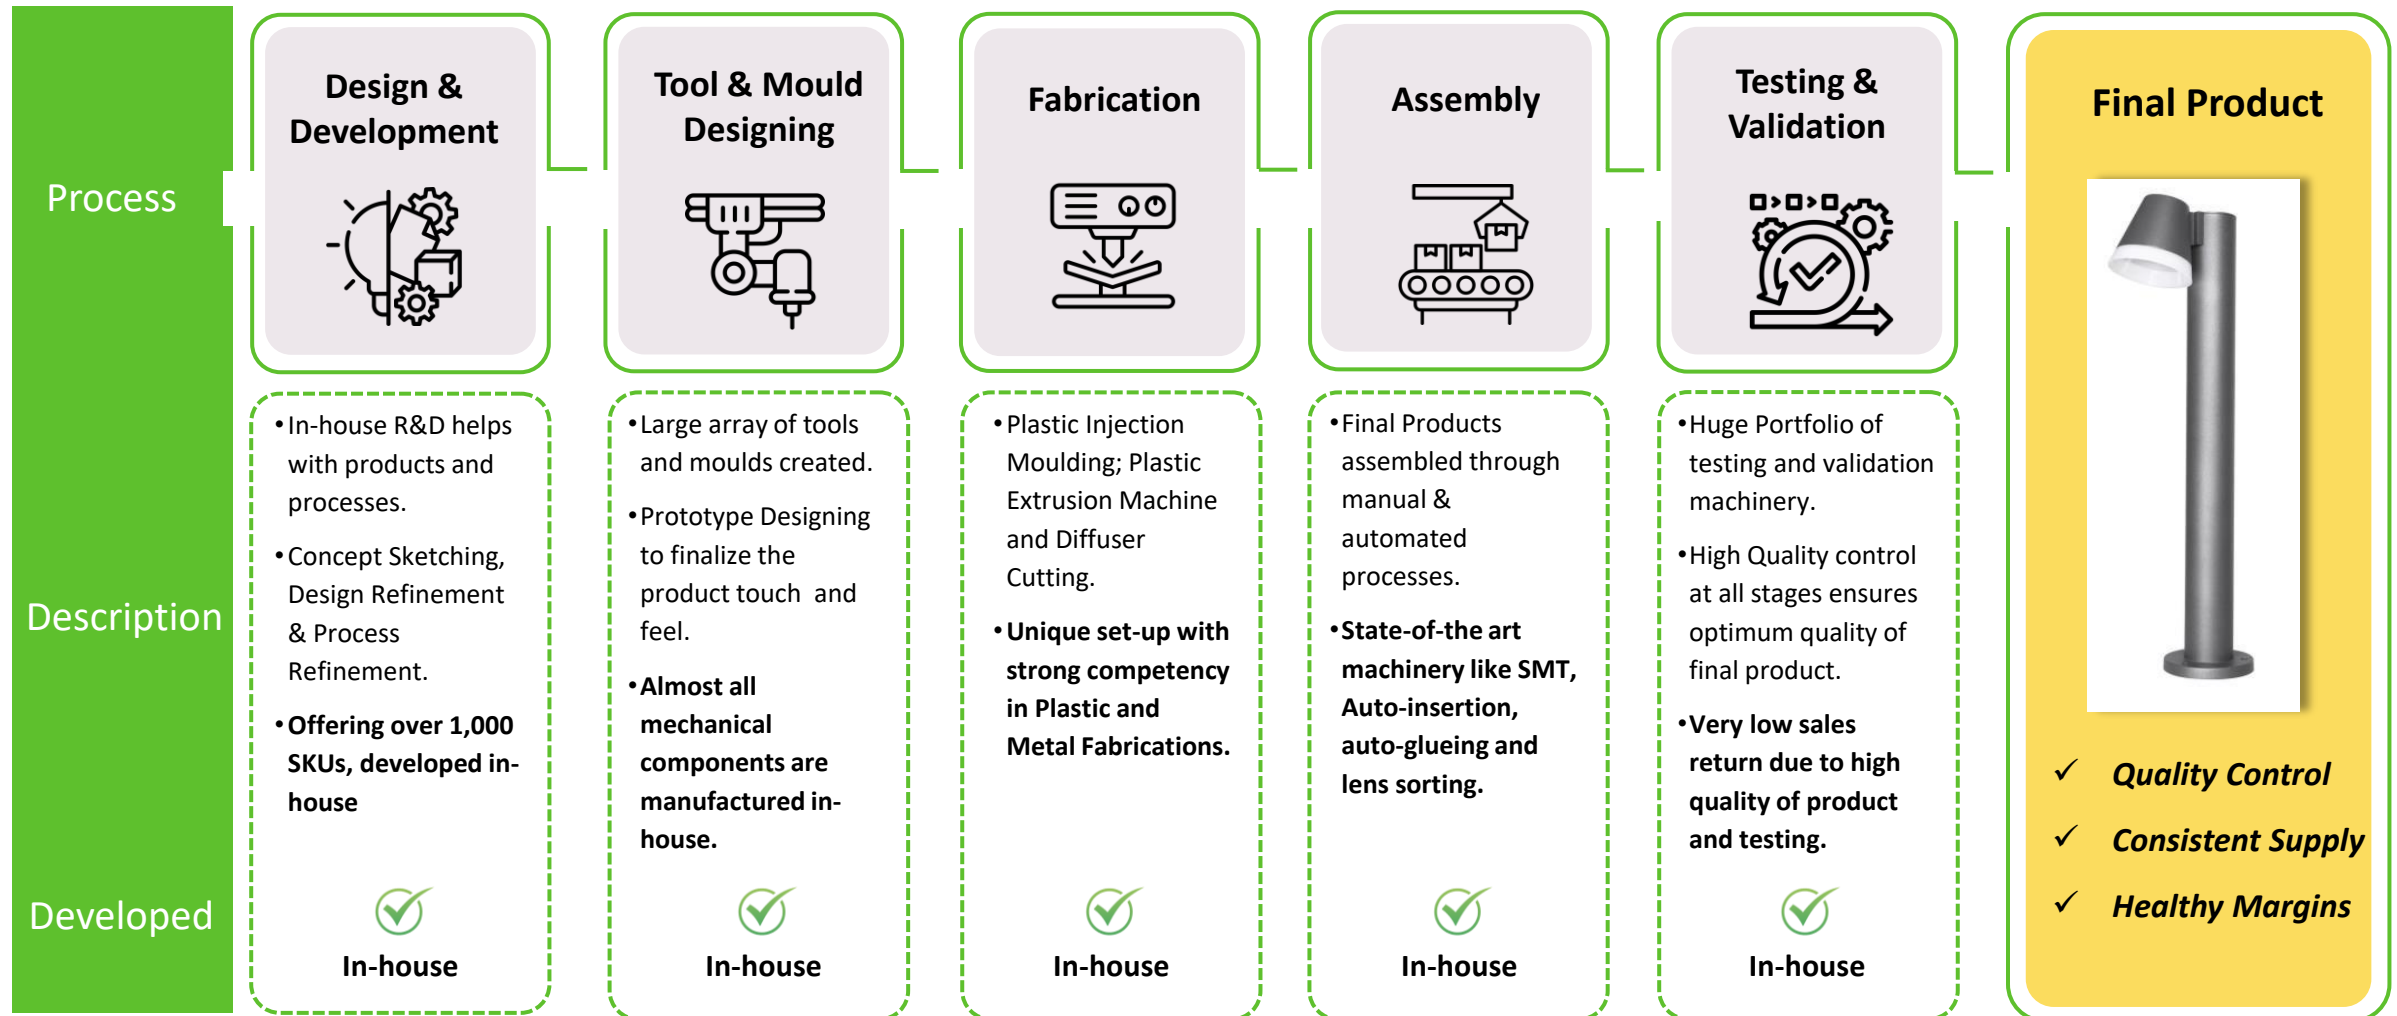 Process
Design &
Development
Tool & Mould
Designing
Fabrication
Assembly
Testing &
Validation
Final Product
Description
•In-house R&D helps
with products and
processes.
•Concept Sketching,
Design Refinement
& Process
Refinement.
•Offering over 1,000
SKUs, developed in-
house
•Large array of tools
and moulds created.
•Prototype Designing
to finalize the
product touch  and
feel.
•Almost all
mechanical
components are
manufactured in-
house.
•Plastic Injection
Moulding; Plastic
Extrusion Machine
and Diffuser
Cutting.
•Unique set-up with
strong competency
in Plastic and
Metal Fabrications.
•Final Products
assembled through
manual &
automated
processes.
•State-of-the art
machinery like SMT,
Auto-insertion,
auto-glueing and
lens sorting.
•Huge Portfolio of
testing and validation
machinery.
•High Quality control
at all stages ensures
optimum quality of
final product.
•Very low sales
return due to high
quality of product
and testing.
✓ Quality Control
✓ Consistent Supply
✓ Healthy Margins
Developed
In-house
In-house
In-house
In-house
In-house